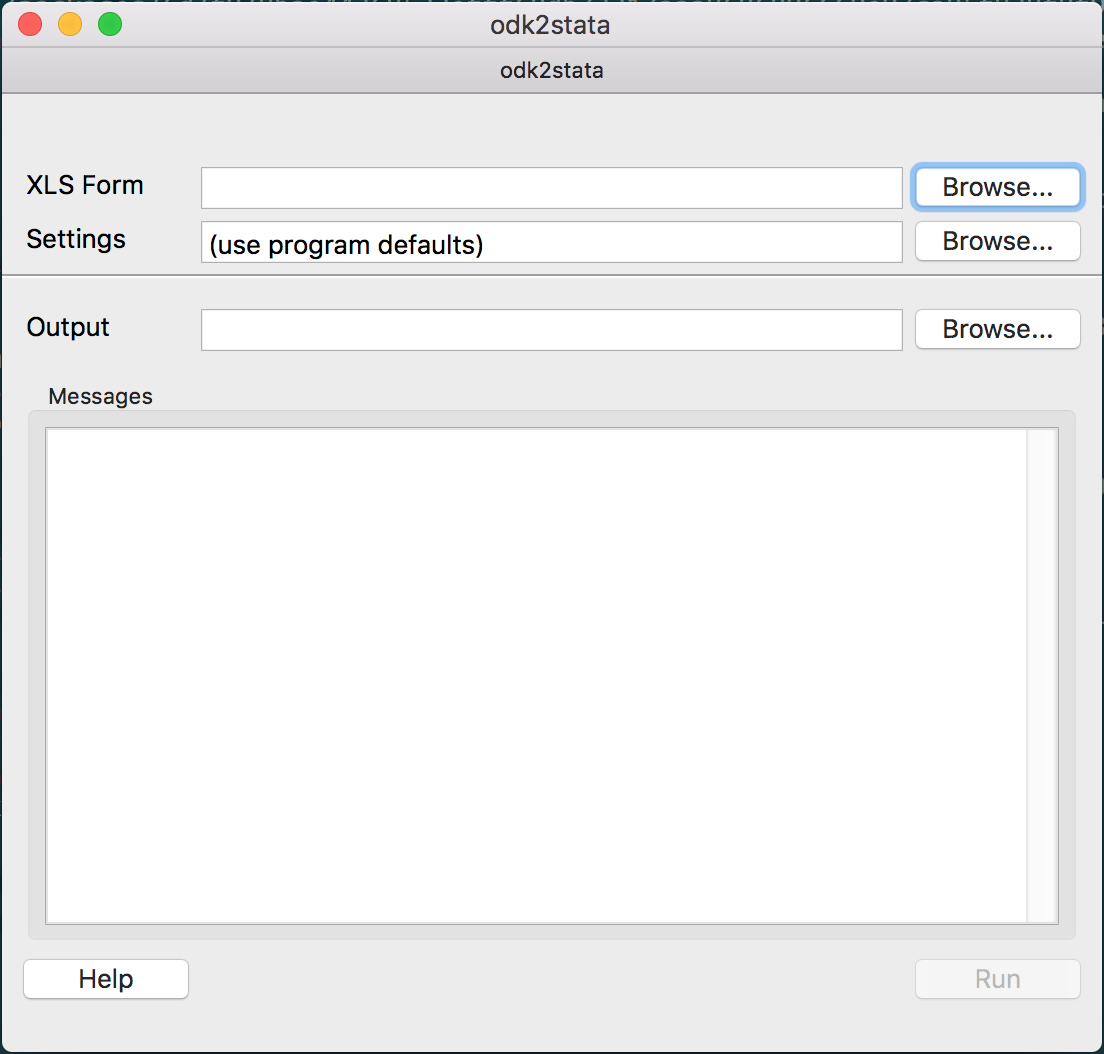 odk2stata
odk2stata
XLS Form Browse...
Settings (use program defaults) Browse...
Output Browse...
Messages
Help Run